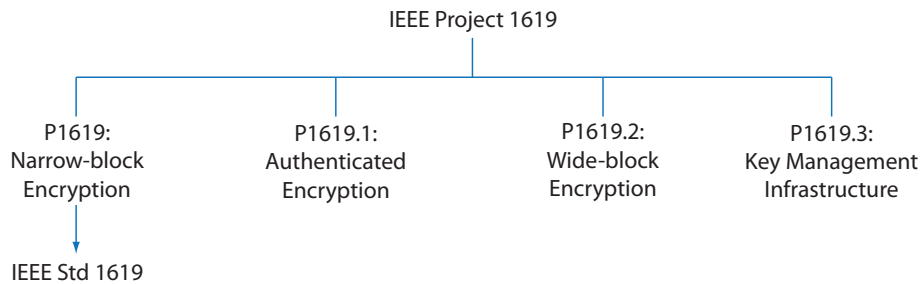 IEEE Project 1619
P1619:
Narrow-block
Encryption
P1619.1:
Authenticated
Encryption
P1619.2:
Wide-block
Encryption
P1619.3:
Key Management
Infrastructure
IEEE Std 1619